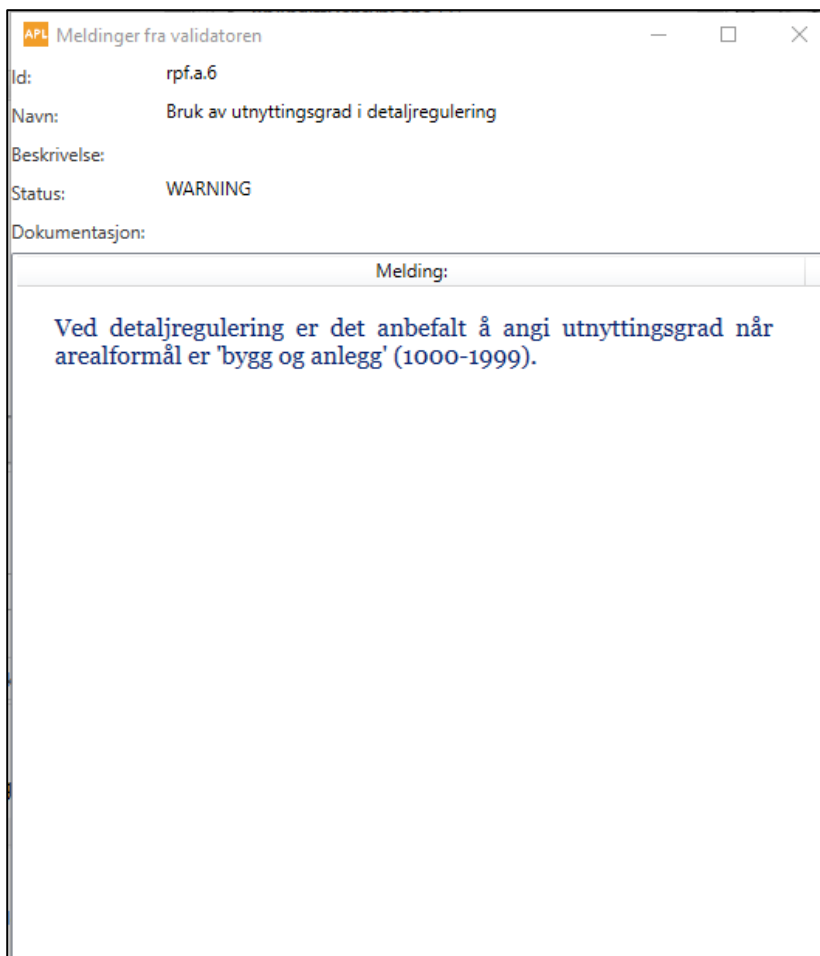 APL Meldinger fra validatoren
Id: rpf.a.6
Navn: Bruk av utnyttingsgrad i detaljregulering
Beskrivelse:
Status: WARNING
Dokumentasjon:
Melding:
Ved detaljregulering er det anbefalt å angi utnyttingsgrad når
arealformål er 'bygg og anlegg' (1000-1999).